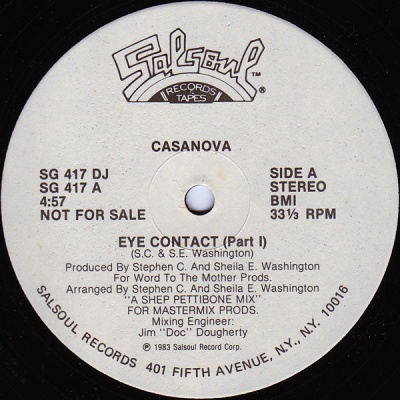 Salsoul TM
RECORDS
& TAPES ®
CASANOVA
SG 417 DJ
SG 417 A
4:57
NOT FOR SALE
SIDE A
STEREO
BMI
33⅓ RPM
EYE CONTACT (Part I)
(S.C. & S.E. Washington)
Produced By Stephen C. And Sheila E. Washington
For Word To The Mother Prods.
Arranged By Stephen C. And Sheila E. Washington
"A SHEP PETTIBONE MIX"
FOR MASTERMIX PRODS.
Mixing Engineer:
Jim "Doc" Dougherty
℗ 1983 Salsoul Record Corp.
SALSOUL RECORDS 401 FIFTH AVENUE, N.Y., N.Y. 10016